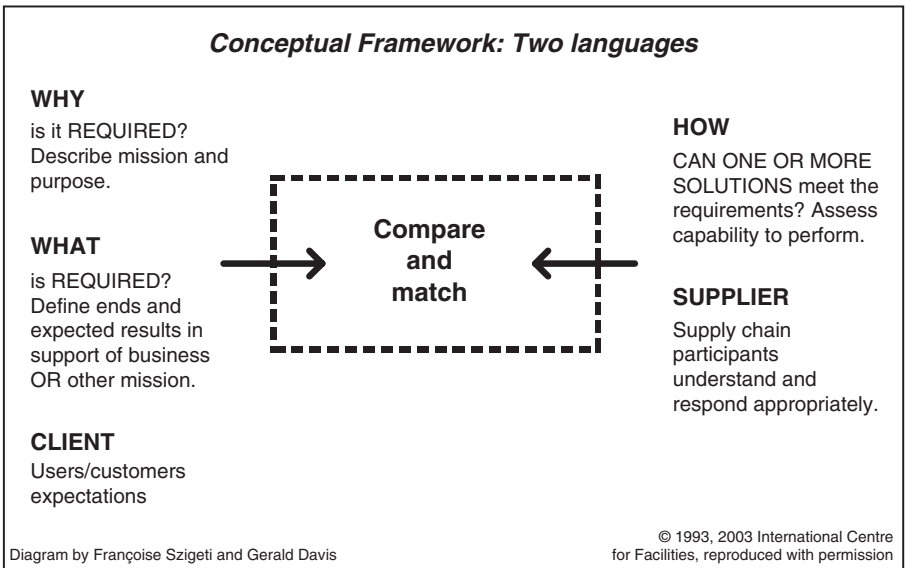 Conceptual Framework: Two languages
WHY
is it REQUIRED?
Describe mission and
purpose.
WHAT
is REQUIRED?
Define ends and
expected results in
support of business
OR other mission.
CLIENT
Users/customers
expectations
Compare
and
match
HOW
CAN ONE OR MORE
SOLUTIONS meet the
requirements? Assess
capability to perform.
SUPPLIER
Supply chain
participants
understand and
respond appropriately.
Diagram by Françoise Szigeti and Gerald Davis
© 1993, 2003 International Centre
for Facilities, reproduced with permission